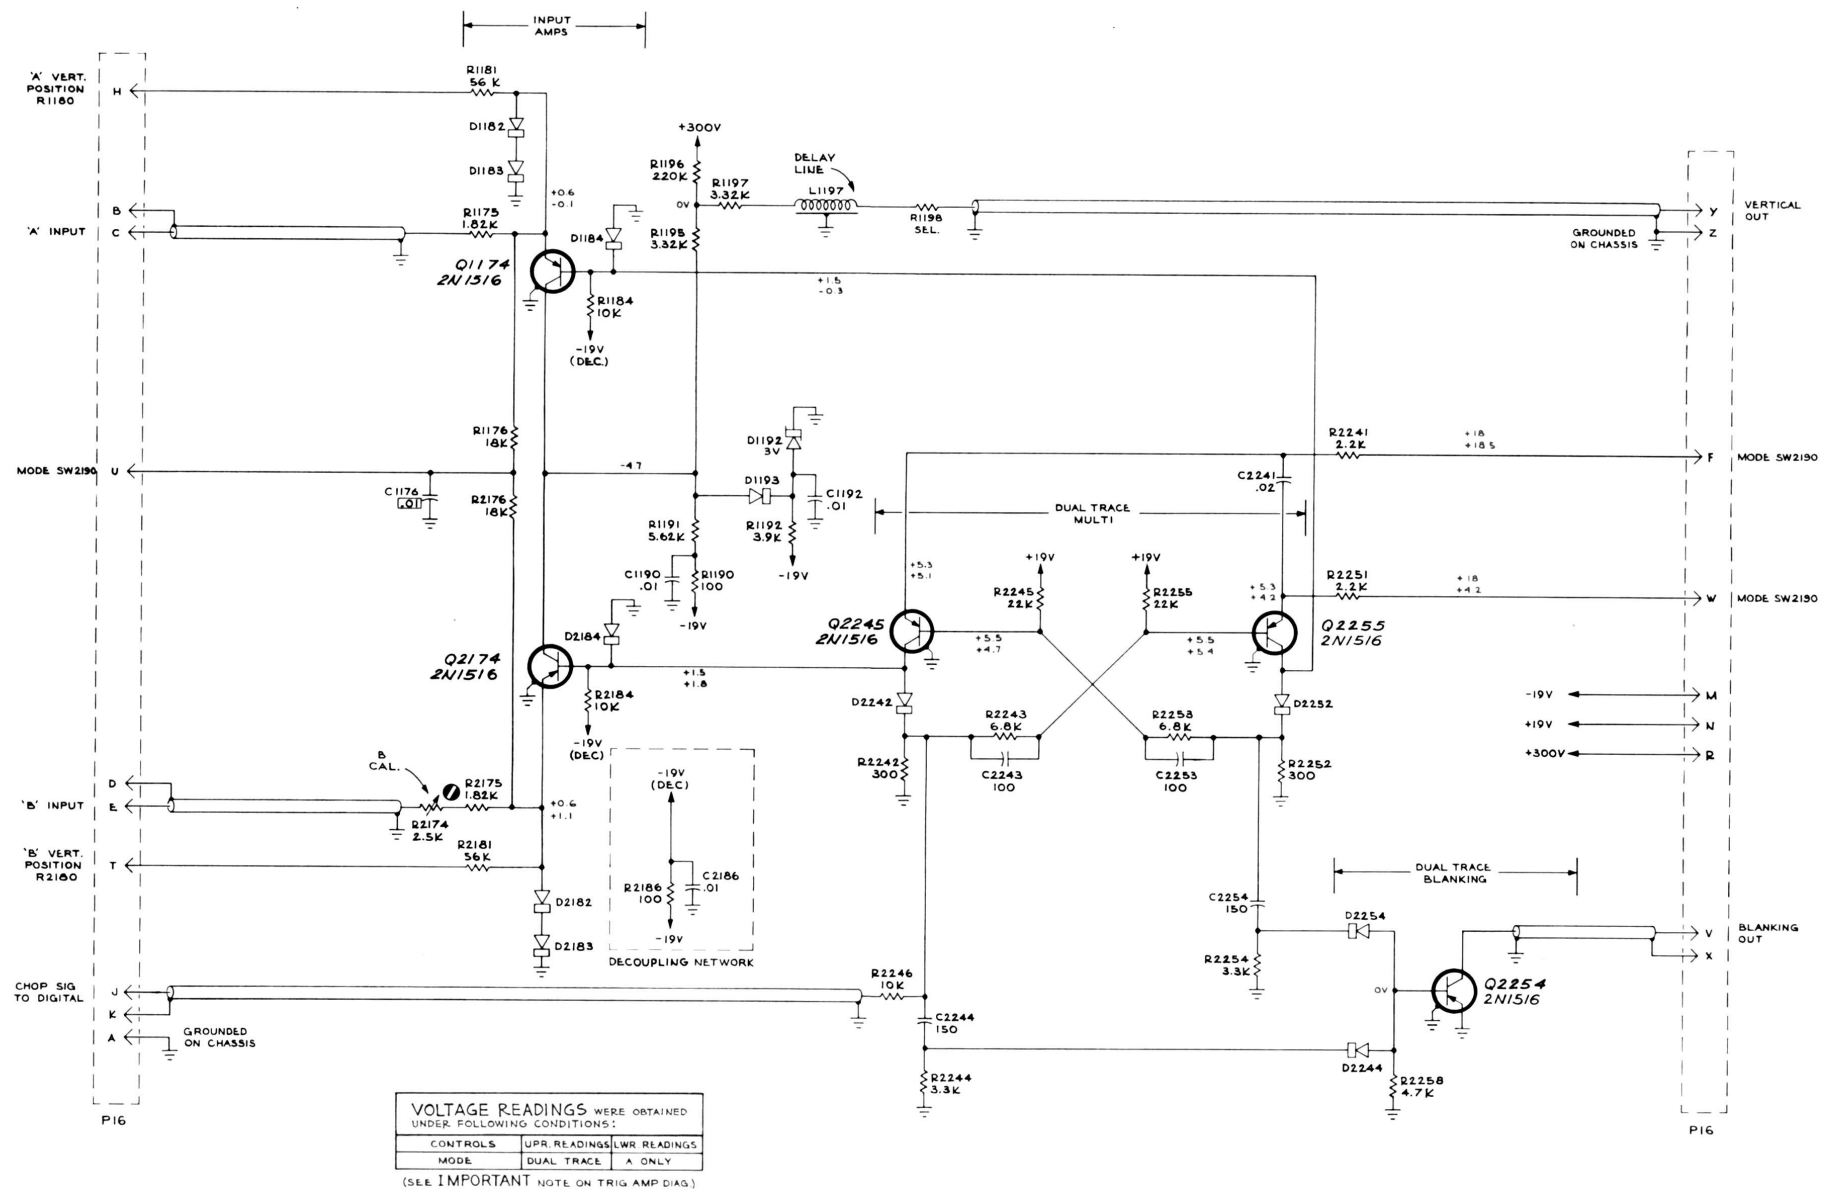 INPUT
AMPS
'A' VERT.
POSITION
R1180
H
R1181
56 K
D1182
D1183
+0.6
-0.1
+300V
R1196
220K
0V
R1197
3.32K
DELAY
LINE
L1197
R1198
SEL.
R1195
3.32K
Y
VERTICAL
OUT
Z
GROUNDED
ON CHASSIS
B
'A' INPUT
C
R1175
1.82K
D1184
Q1174
2N1516
R1184
10K
-19V
(DEC.)
+1.5
-0.3
R1176
18K
MODE SW2190
U
-4.7
C1176
.01
R2176
18K
D1192
3V
D1193
C1192
.01
R1191
5.62K
R1192
3.9K
-19V
C1190
.01
R1190
100
-19V
R2241
2.2K
+18
+18.5
F
MODE SW2190
C2241
.02
DUAL TRACE
MULTI
+5.3
+5.1
+19V
R2245
22K
+19V
R2255
22K
+5.3
+4.2
R2251
2.2K
+18
+4.2
W
MODE SW2190
Q2245
2N1516
+5.5
+4.7
+5.5
+5.4
Q2255
2N1516
D2184
Q2174
2N1516
R2184
10K
-19V
(DEC)
+1.5
+1.8
D2242
R2243
6.8K
C2243
100
R2253
6.8K
C2253
100
D2252
R2242
300
R2252
300
-19V
M
+19V
N
+300V
R
B
CAL.
D
'B' INPUT
E
R2174
2.5K
R2175
1.82K
+0.6
+1.1
'B' VERT.
POSITION
R2180
T
R2181
56K
D2182
D2183
-19V
(DEC)
R2186
100
C2186
.01
-19V
DECOUPLING NETWORK
DUAL TRACE
BLANKING
C2254
150
D2254
R2254
3.3K
0V
Q2254
2N1516
V
BLANKING
OUT
X
CHOP SIG
TO DIGITAL
J
K
A
GROUNDED
ON CHASSIS
R2246
10K
C2244
150
D2244
R2244
3.3K
R2258
4.7K
P16
P16
VOLTAGE READINGS WERE OBTAINED
UNDER FOLLOWING CONDITIONS:
CONTROLS UPR. READINGS LWR READINGS
MODE DUAL TRACE A ONLY
(SEE IMPORTANT NOTE ON TRIG AMP DIAG.)